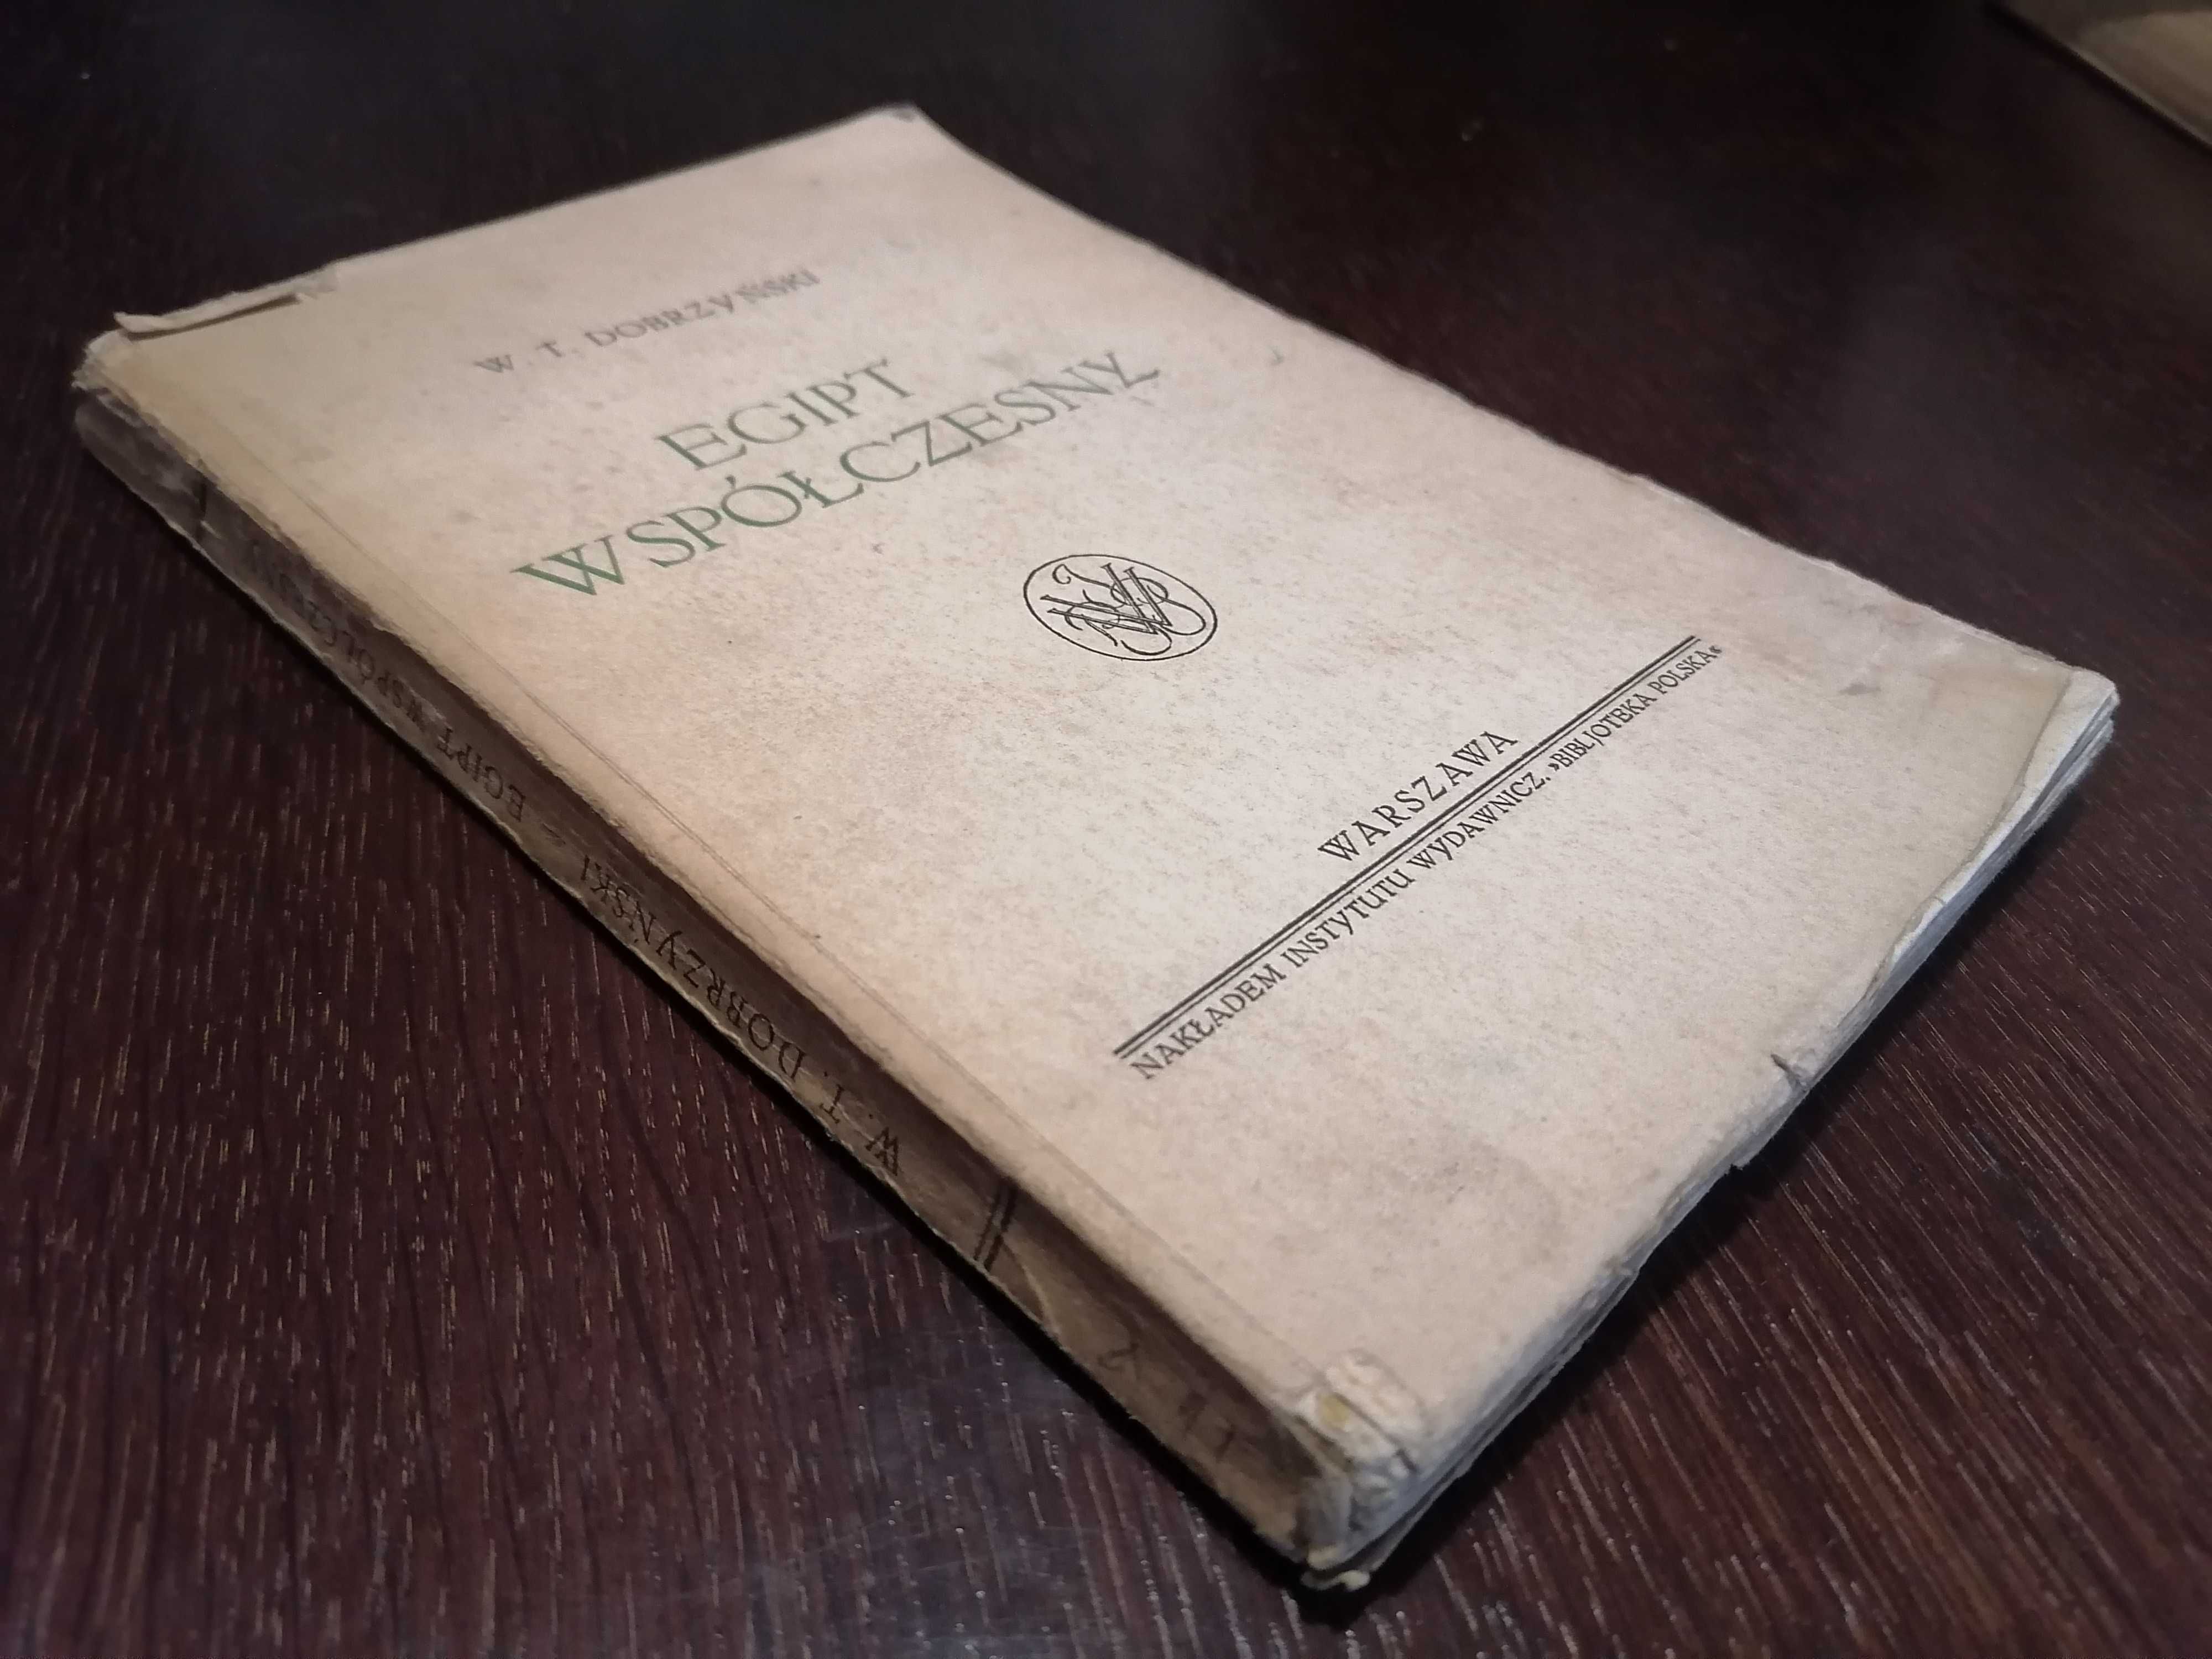 W. T. DOBRZYŃSKI
EGIPT
WSPÓŁCZESNY
WARSZAWA
NAKŁADEM INSTYTUTU WYDAWNICZ. »BIBLJOTEKA POLSKA«
W. T. DOBRZYŃSKI — EGIPT WSPÓŁCZESNY